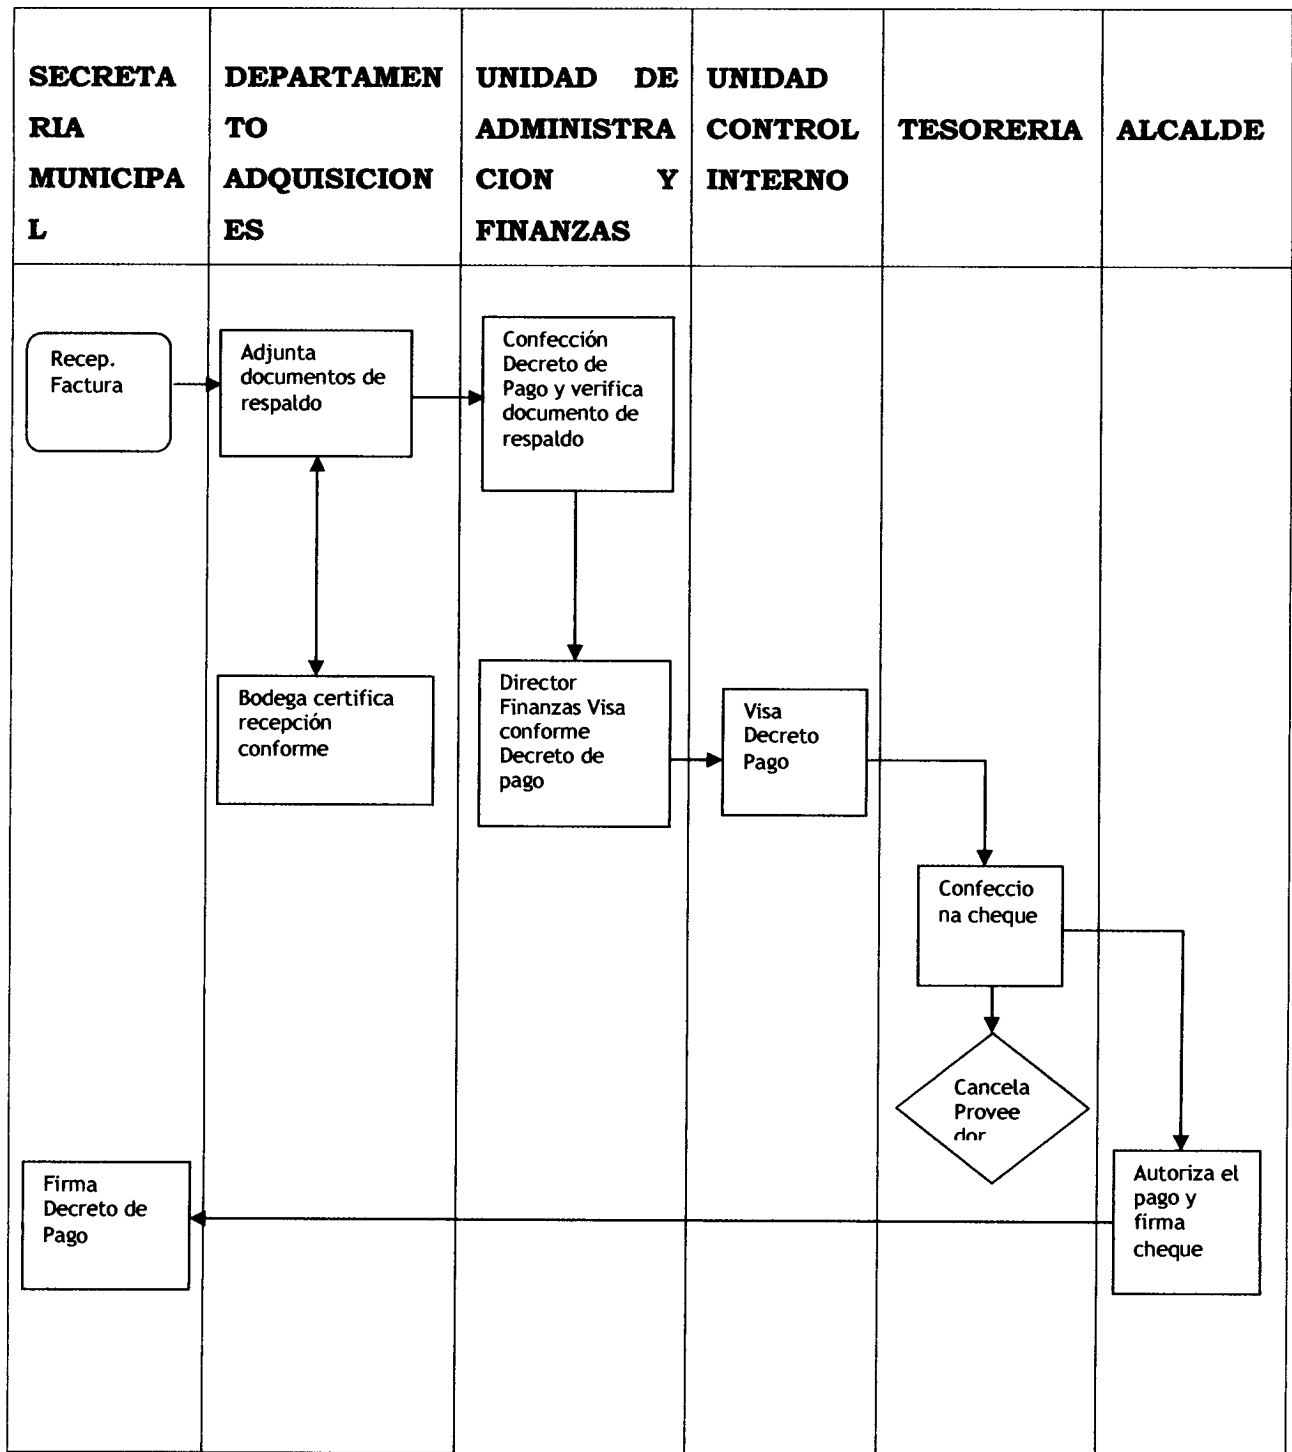 SECRETA
RIA
MUNICIPA
L
DEPARTAMEN
TO
ADQUISICION
ES
UNIDAD DE
ADMINISTRA
CION Y
FINANZAS
UNIDAD
CONTROL
INTERNO
TESORERIA
ALCALDE
Recep.
Factura
Adjunta
documentos de
respaldo
Confección
Decreto de
Pago y verifica
documento de
respaldo
Bodega certifica
recepción
conforme
Director
Finanzas Visa
conforme
Decreto de
pago
Visa
Decreto
Pago
Confeccio
na cheque
Cancela
Provee
dor
Autoriza el
pago y
firma
cheque
Firma
Decreto de
Pago